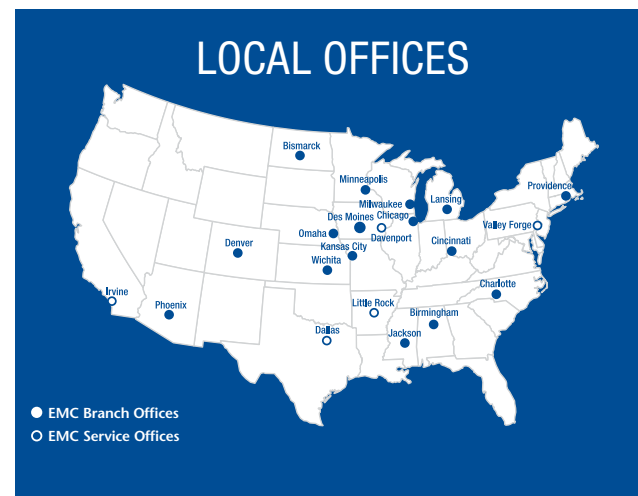 LOCAL OFFICES
Bismarck
Minneapolis
Milwaukee
Lansing
Providence
Des Moines
Chicago
Valley Forge
Omaha
Davenport
Denver
Kansas City
Cincinnati
Wichita
Irvine
Phoenix
Little Rock
Charlotte
Birmingham
Dallas
Jackson
EMC Branch Offices
EMC Service Offices